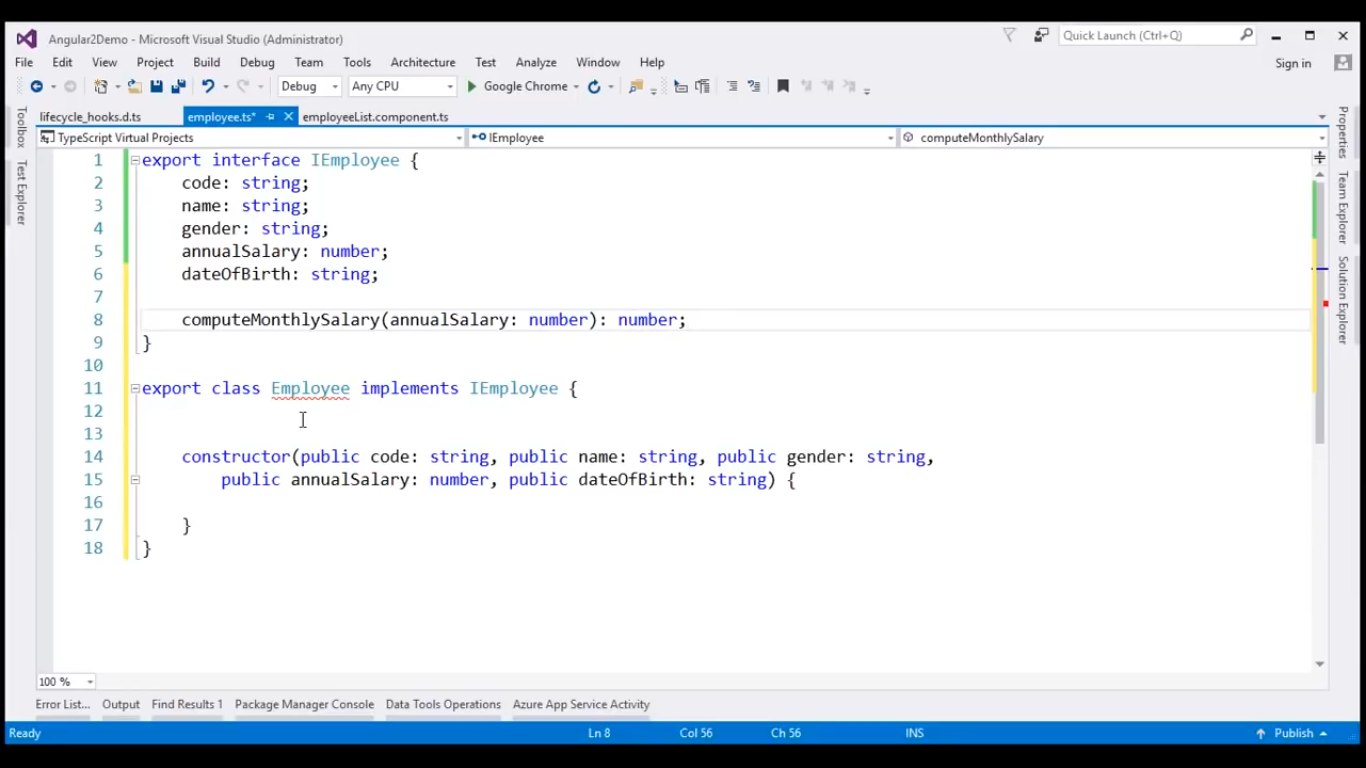 Angular2Demo - Microsoft Visual Studio (Administrator)
Quick Launch (Ctrl+Q)
File Edit View Project Build Debug Team Tools Architecture Test Analyze Window Help
Sign in
Debug Any CPU Google Chrome
lifecycle_hooks.d.ts employee.ts* employeeList.component.ts
TypeScript Virtual Projects IEmployee computeMonthlySalary
Toolbox
Test Explorer
Properties
Team Explorer
Solution Explorer
1 export interface IEmployee {
2 code: string;
3 name: string;
4 gender: string;
5 annualSalary: number;
6 dateOfBirth: string;
7
8 computeMonthlySalary(annualSalary: number): number;
9 }
10
11 export class Employee implements IEmployee {
12
13
14 constructor(public code: string, public name: string, public gender: string,
15 public annualSalary: number, public dateOfBirth: string) {
16
17 }
18 }
100 %
Error List... Output Find Results 1 Package Manager Console Data Tools Operations Azure App Service Activity
Ready Ln 8 Col 56 Ch 56 INS Publish